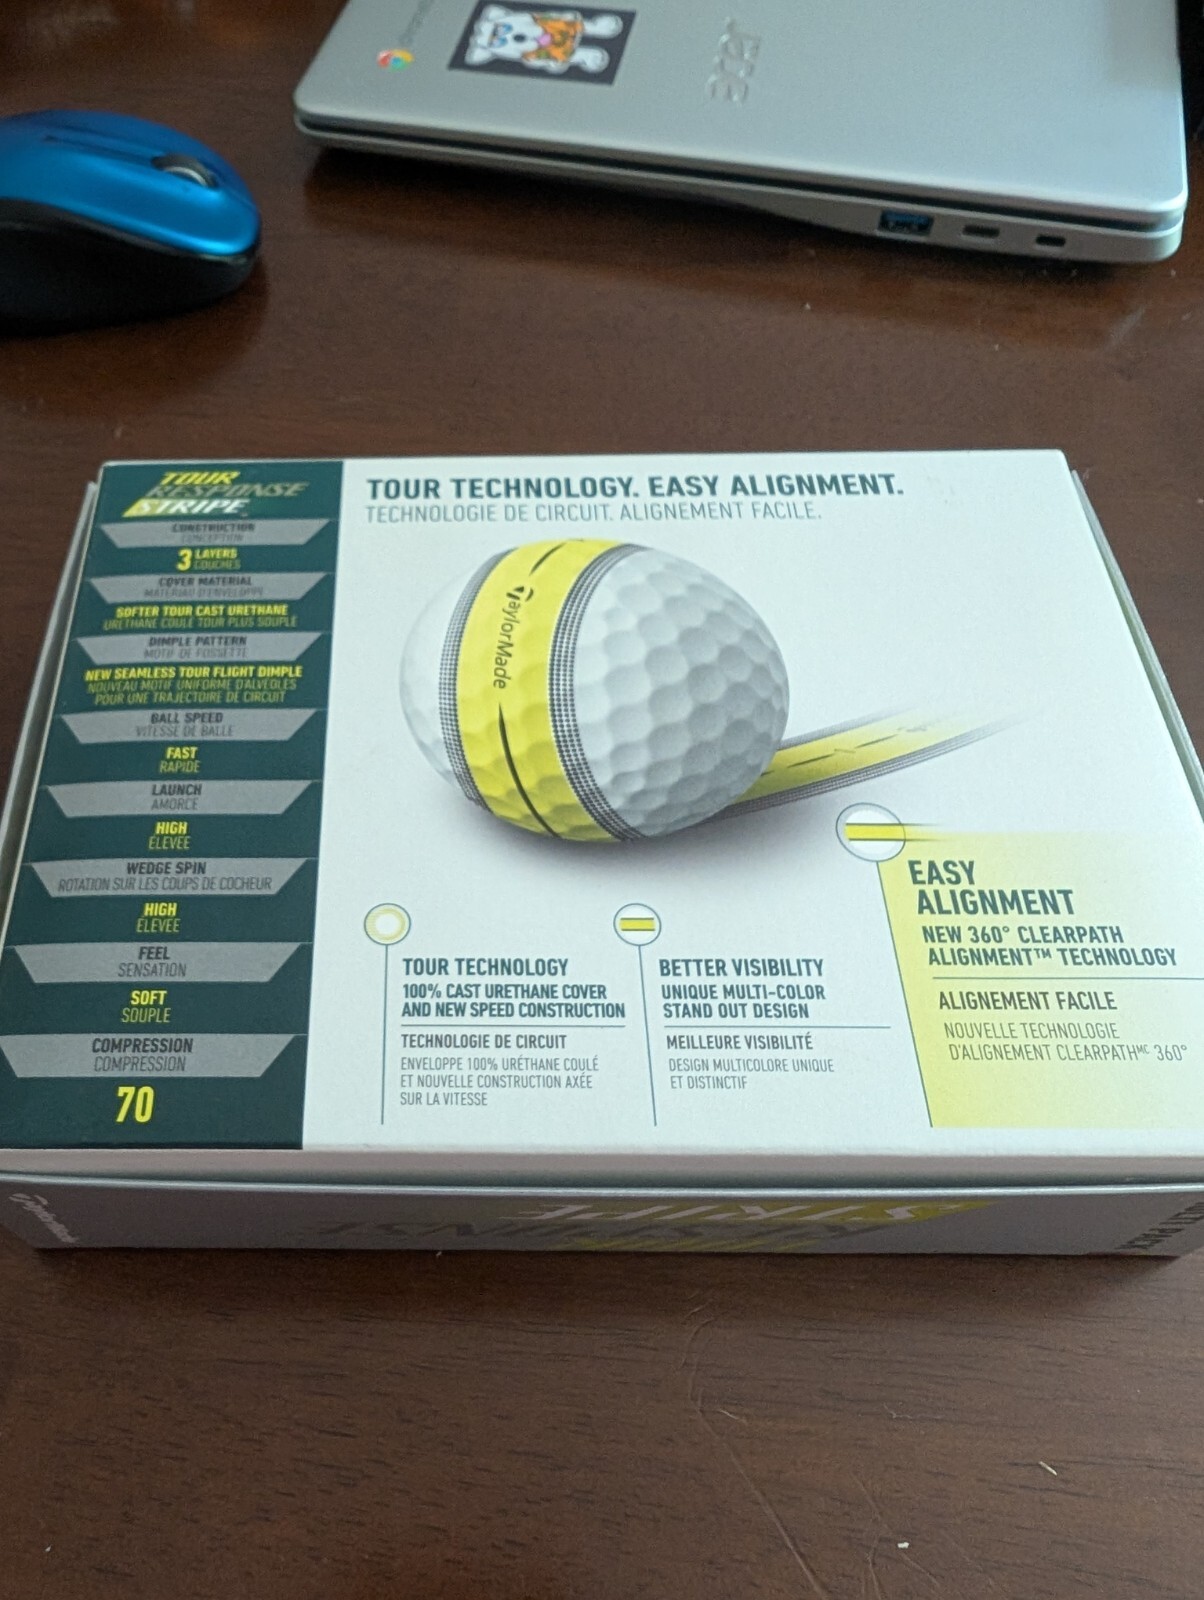 chromebook
acer
TOUR
RESPONSE
STRIPE
CONSTRUCTION
CONCEPTION
3 LAYERS
COUCHES
COVER MATERIAL
MATÉRIAU D'ENVELOPPE
SOFTER TOUR CAST URETHANE
URÉTHANE COULÉ TOUR PLUS SOUPLE
DIMPLE PATTERN
MOTIF DE FOSSETTE
NEW SEAMLESS TOUR FLIGHT DIMPLE
NOUVEAU MOTIF UNIFORME D'ALVÉOLES
POUR UNE TRAJECTOIRE DE CIRCUIT
BALL SPEED
VITESSE DE BALLE
FAST
RAPIDE
LAUNCH
AMORCE
HIGH
ÉLEVÉE
WEDGE SPIN
ROTATION SUR LES COUPS DE COCHEUR
HIGH
ÉLEVÉE
FEEL
SENSATION
SOFT
SOUPLE
COMPRESSION
COMPRESSION
70
TOUR TECHNOLOGY. EASY ALIGNMENT.
TECHNOLOGIE DE CIRCUIT. ALIGNEMENT FACILE.
TaylorMade
TOUR TECHNOLOGY
100% CAST URETHANE COVER
AND NEW SPEED CONSTRUCTION
TECHNOLOGIE DE CIRCUIT
ENVELOPPE 100% URÉTHANE COULÉ
ET NOUVELLE CONSTRUCTION AXÉE
SUR LA VITESSE
BETTER VISIBILITY
UNIQUE MULTI-COLOR
STAND OUT DESIGN
MEILLEURE VISIBILITÉ
DESIGN MULTICOLORE UNIQUE
ET DISTINCTIF
EASY
ALIGNMENT
NEW 360° CLEARPATH
ALIGNMENT™ TECHNOLOGY
ALIGNEMENT FACILE
NOUVELLE TECHNOLOGIE
D'ALIGNEMENT CLEARPATHᴹᶜ 360°
TaylorMade
RESPONSE
STRIPE
PACK